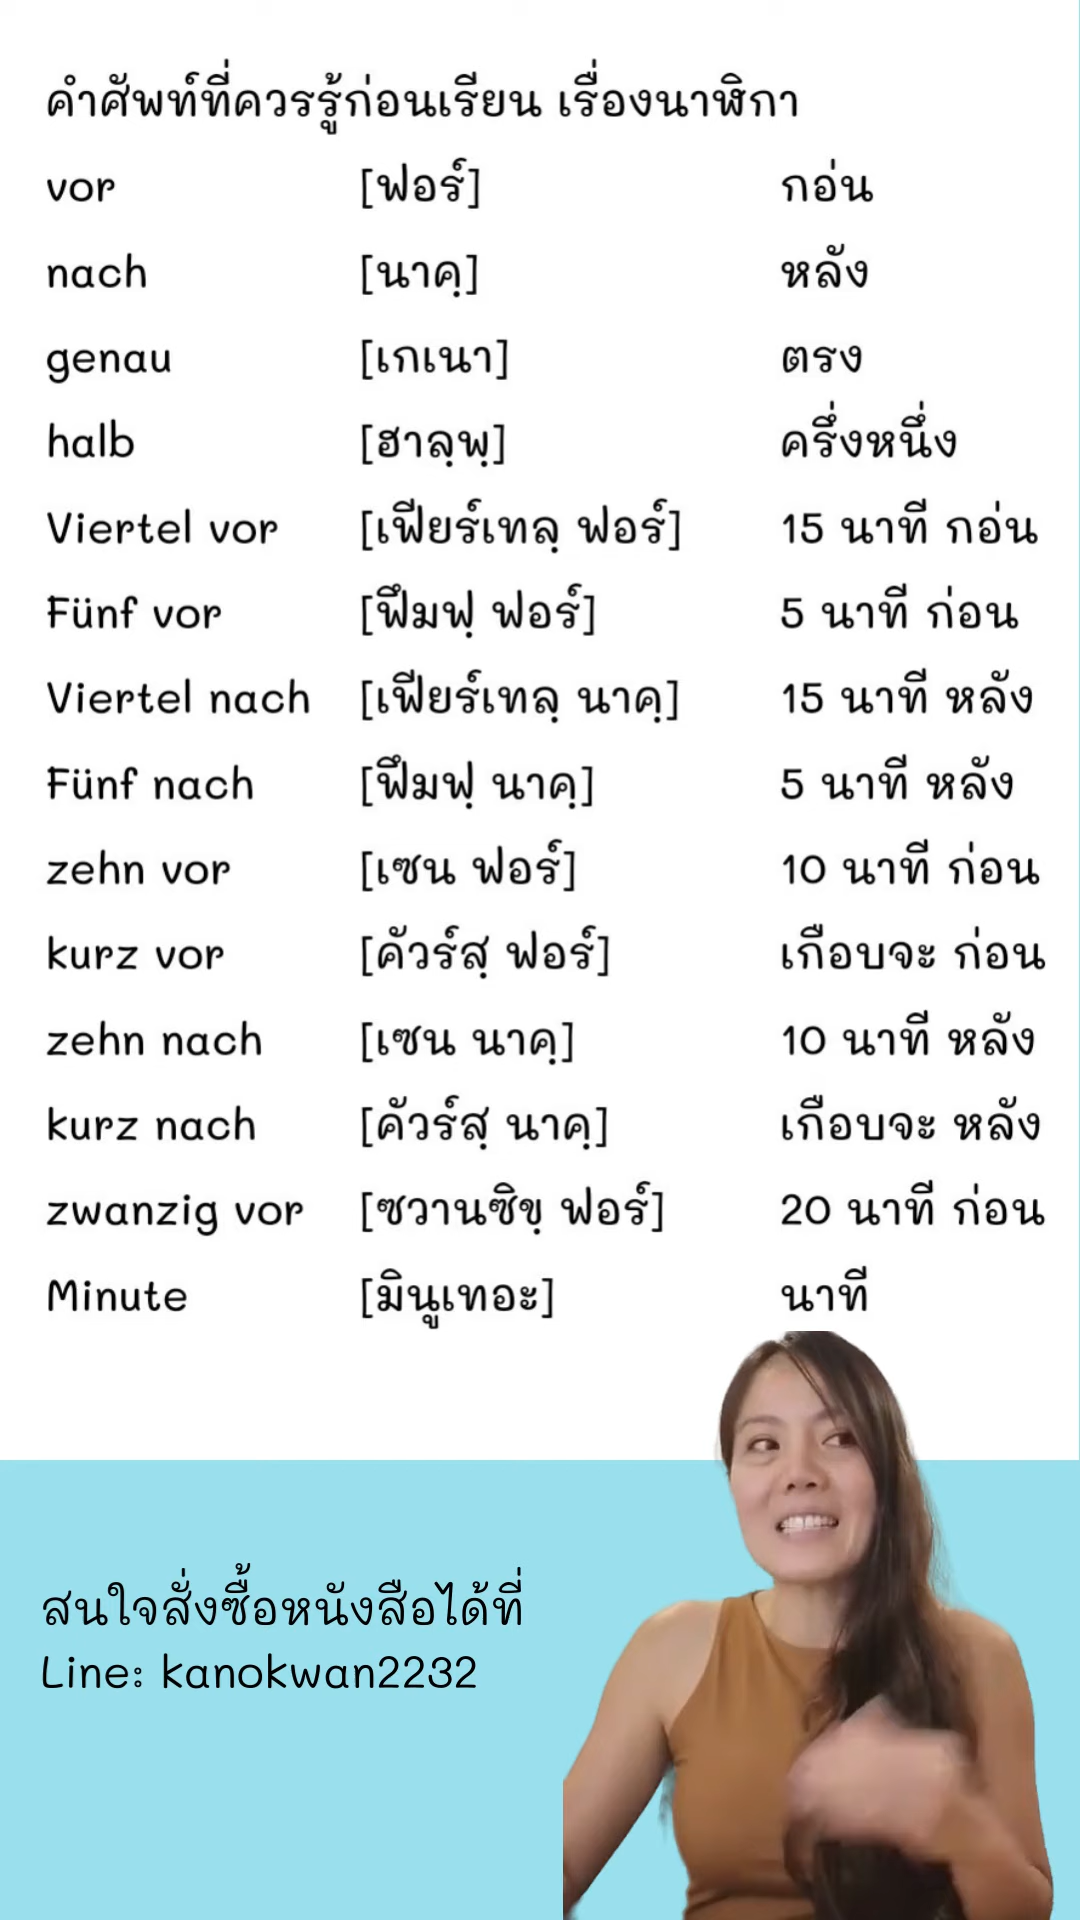 คำศัพท์ที่ควรรู้ก่อนเรียน เรื่องนาฬิกา
vor [ฟอร์] กอ่น
nach [นาคฺ] หลัง
genau [เกเนา] ตรง
halb [ฮาลฺพฺ] ครึ่งหนึ่ง
Viertel vor [เฟียร์เทลฺ ฟอร์] 15 นาที กอ่น
Fünf vor [ฟึมฟฺ ฟอร์] 5 นาที ก่อน
Viertel nach [เฟียร์เทลฺ นาคฺ] 15 นาที หลัง
Fünf nach [ฟึมฟฺ นาคฺ] 5 นาที หลัง
zehn vor [เซน ฟอร์] 10 นาที ก่อน
kurz vor [คัวร์สฺ ฟอร์] เกือบจะ ก่อน
zehn nach [เซน นาคฺ] 10 นาที หลัง
kurz nach [คัวร์สฺ นาคฺ] เกือบจะ หลัง
zwanzig vor [ซวานซิขฺ ฟอร์] 20 นาที ก่อน
Minute [มินูเทอะ] นาที
สนใจสั่งซื้อหนังสือได้ที่
Line: kanokwan2232